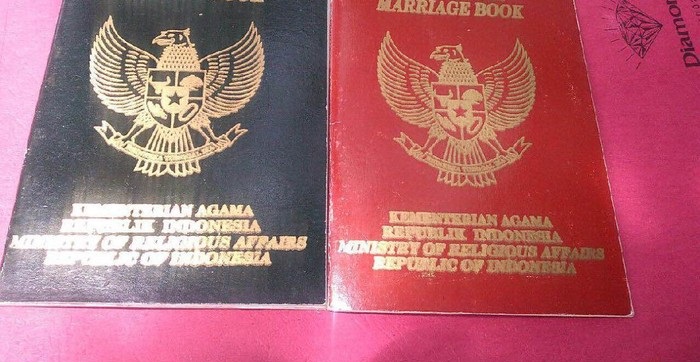 BOOK
KEMENTERIAN AGAMA
REPUBLIK INDONESIA
MINISTRY OF RELIGIOUS AFFAIRS
REPUBLIC OF INDONESIA
MARRIAGE BOOK
KEMENTERIAN AGAMA
REPUBLIK INDONESIA
MINISTRY OF RELIGIOUS AFFAIRS
REPUBLIC OF INDONESIA